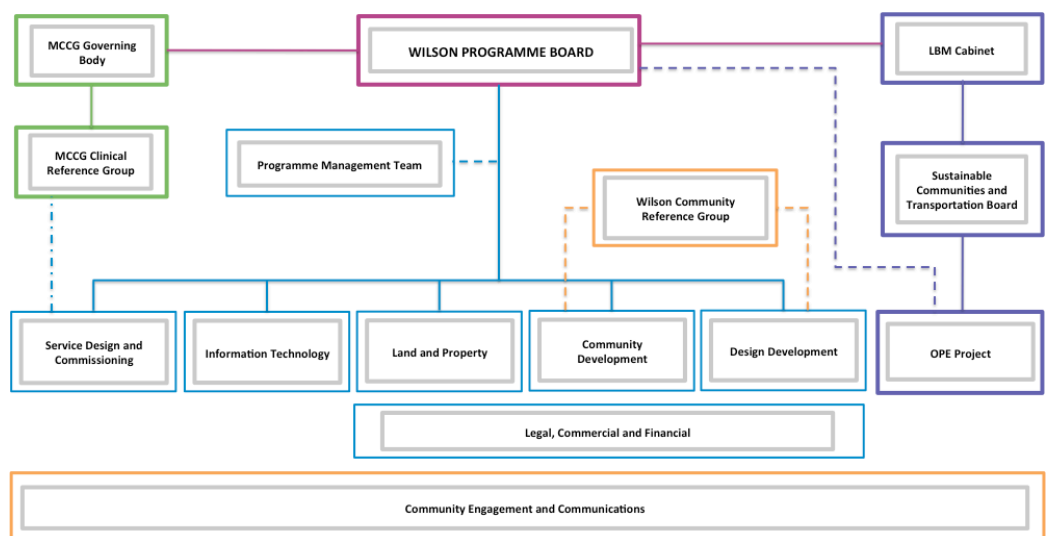 MCCG Governing
Body
WILSON PROGRAMME BOARD
LBM Cabinet
MCCG Clinical
Reference Group
Programme Management Team
Wilson Community
Reference Group
Sustainable
Communities and
Transportation Board
Service Design and
Commissioning
Information Technology
Land and Property
Community
Development
Design Development
OPE Project
Legal, Commercial and Financial
Community Engagement and Communications